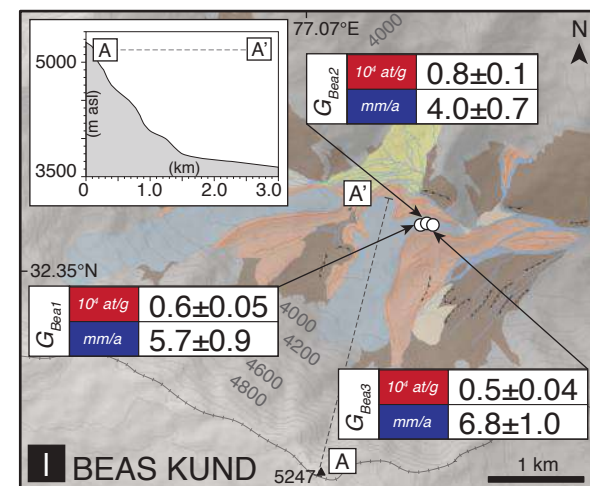 77.07°E
4000
N
A A'
5000
(m asl)
3500
(km)
0 1.0 2.0 3.0
G Bea2
10⁴ at/g 0.8±0.1
mm/a 4.0±0.7
A'
32.35°N
G Bea1
10⁴ at/g 0.6±0.05
mm/a 5.7±0.9
4000
4200
4600
4800
G Bea3
10⁴ at/g 0.5±0.04
mm/a 6.8±1.0
I BEAS KUND
5247 A
1 km